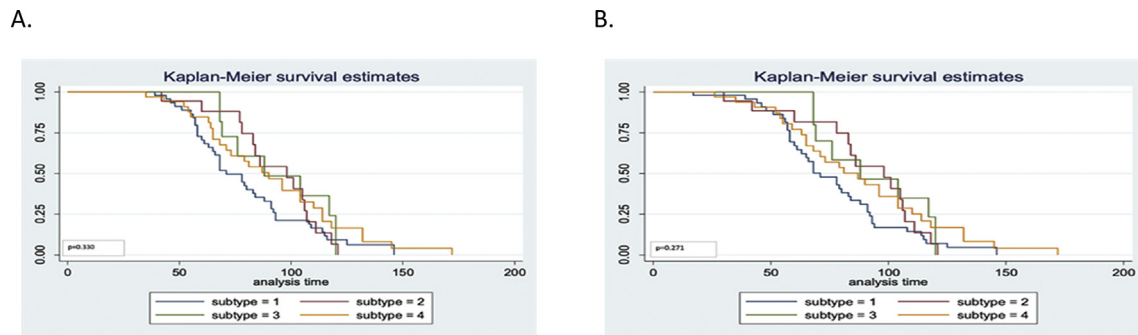 A.
B.
Kaplan-Meier survival estimates
1.00
0.75
0.50
0.25
0.00
p=0.330
0
50
100
150
200
analysis time
subtype = 1
subtype = 2
subtype = 3
subtype = 4
Kaplan-Meier survival estimates
1.00
0.75
0.50
0.25
0.00
p=0.271
0
50
100
150
200
analysis time
subtype = 1
subtype = 2
subtype = 3
subtype = 4